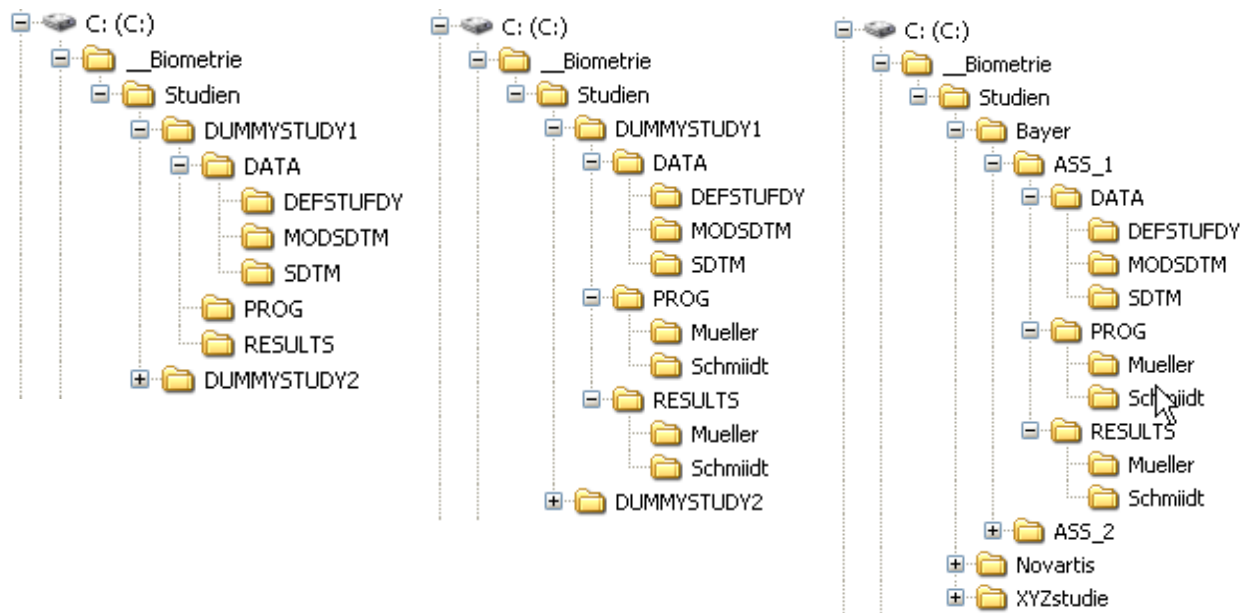 C: (C:)
__Biometrie
Studien
DUMMYSTUDY1
DATA
DEFSTUFDY
MODSDTM
SDTM
PROG
RESULTS
DUMMYSTUDY2
C: (C:)
__Biometrie
Studien
DUMMYSTUDY1
DATA
DEFSTUFDY
MODSDTM
SDTM
PROG
Mueller
Schmiidt
RESULTS
Mueller
Schmiidt
DUMMYSTUDY2
C: (C:)
__Biometrie
Studien
Bayer
ASS_1
DATA
DEFSTUFDY
MODSDTM
SDTM
PROG
Mueller
Schmiidt
RESULTS
Mueller
Schmiidt
ASS_2
Novartis
XYZstudie